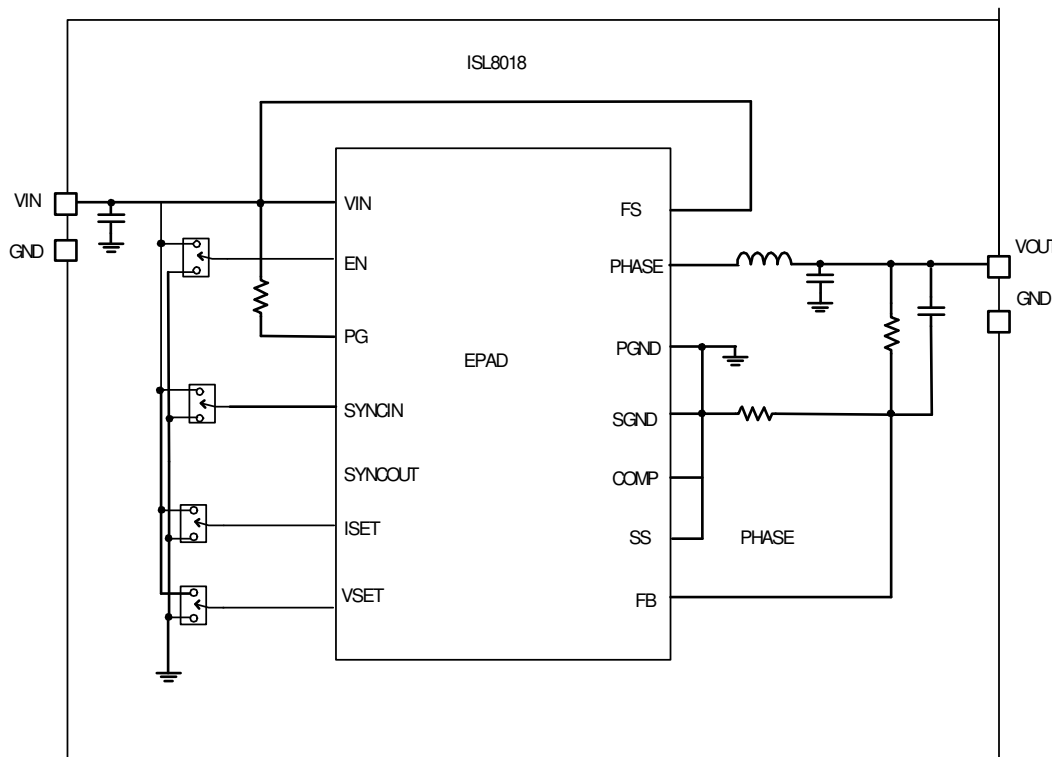 ISL8018
VIN
GND
VIN
EN
PG
SYNCIN
SYNCOUT
ISET
VSET
EPAD
FS
PHASE
PGND
SGND
COMP
SS
FB
PHASE
VOUT
GND